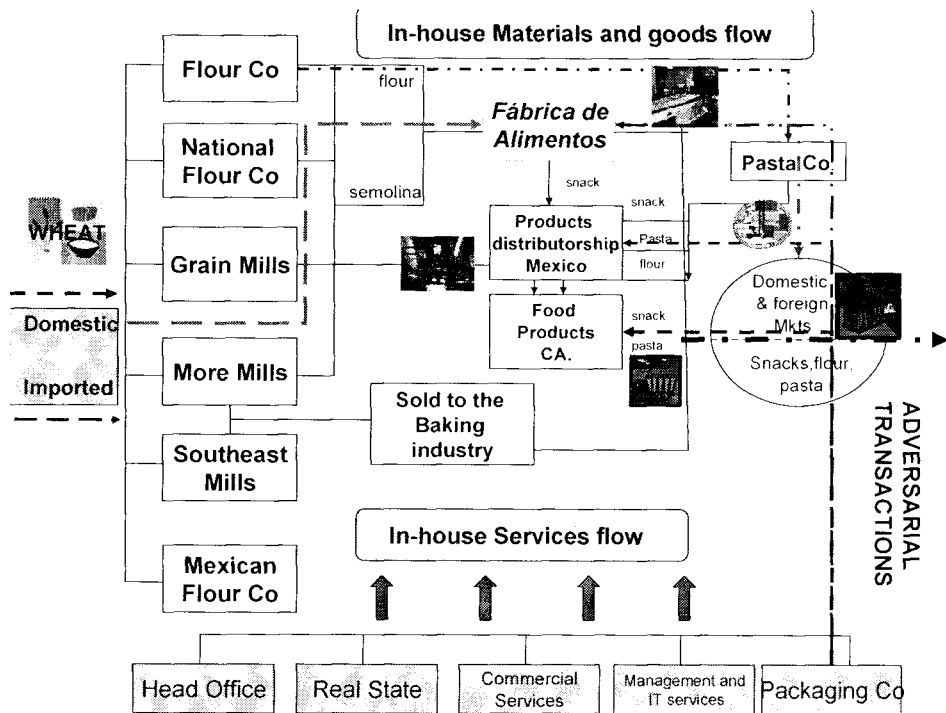 In-house Materials and goods flow
Flour Co
flour
Fábrica de
Alimentos
National
Flour Co
Pasta Co
semolina
snack
snack
WHEAT
Products
distributorship
Mexico
Pasta
flour
Grain Mills
Domestic
& foreign
Mkts
Snacks,flour,
pasta
Food
Products
CA.
snack
pasta
Domestic
Imported
More Mills
Sold to the
Baking
industry
Southeast
Mills
ADVERSARIAL
TRANSACTIONS
In-house Services flow
Mexican
Flour Co
Head Office
Real State
Commercial
Services
Management and
IT services
Packaging Co